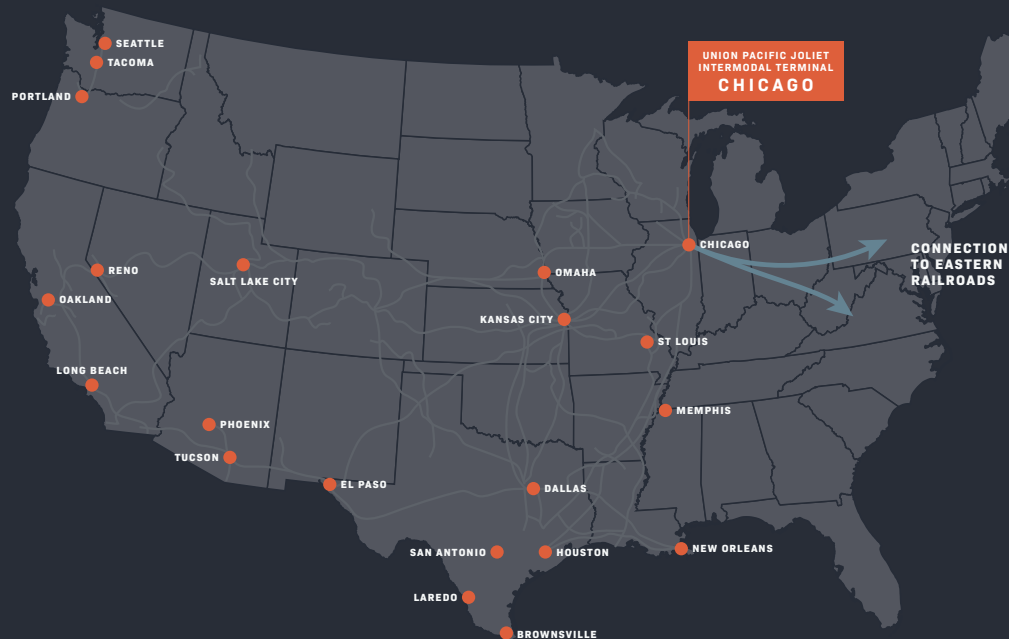 SEATTLE
TACOMA
PORTLAND
UNION PACIFIC JOLIET
INTERMODAL TERMINAL
CHICAGO
CHICAGO
CONNECTION
TO EASTERN
RAILROADS
RENO
SALT LAKE CITY
OMAHA
OAKLAND
KANSAS CITY
ST LOUIS
LONG BEACH
MEMPHIS
PHOENIX
TUCSON
EL PASO
DALLAS
SAN ANTONIO
HOUSTON
NEW ORLEANS
LAREDO
BROWNSVILLE